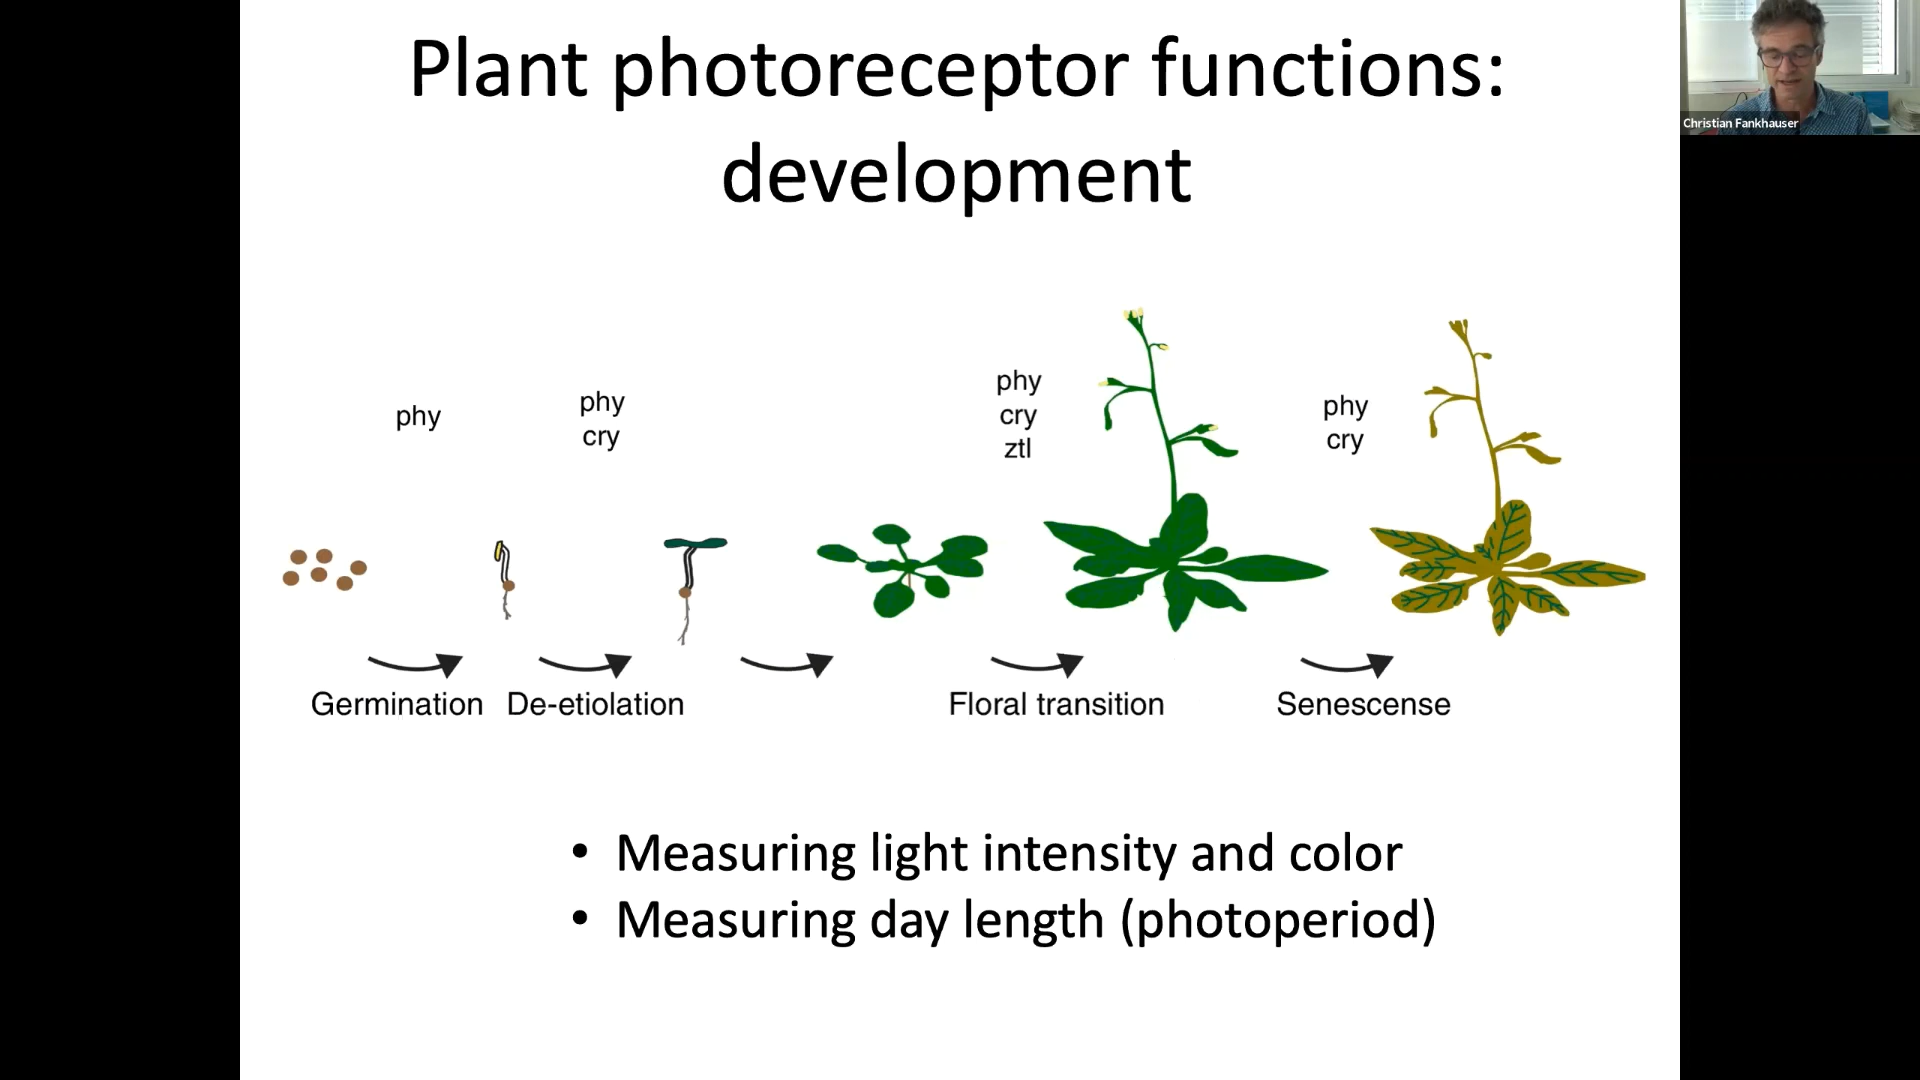 Plant photoreceptor functions:
development
Christian Fankhauser
phy
phy
cry
phy
cry
ztl
phy
cry
Germination
De-etiolation
Floral transition
Senescense
• Measuring light intensity and color
• Measuring day length (photoperiod)